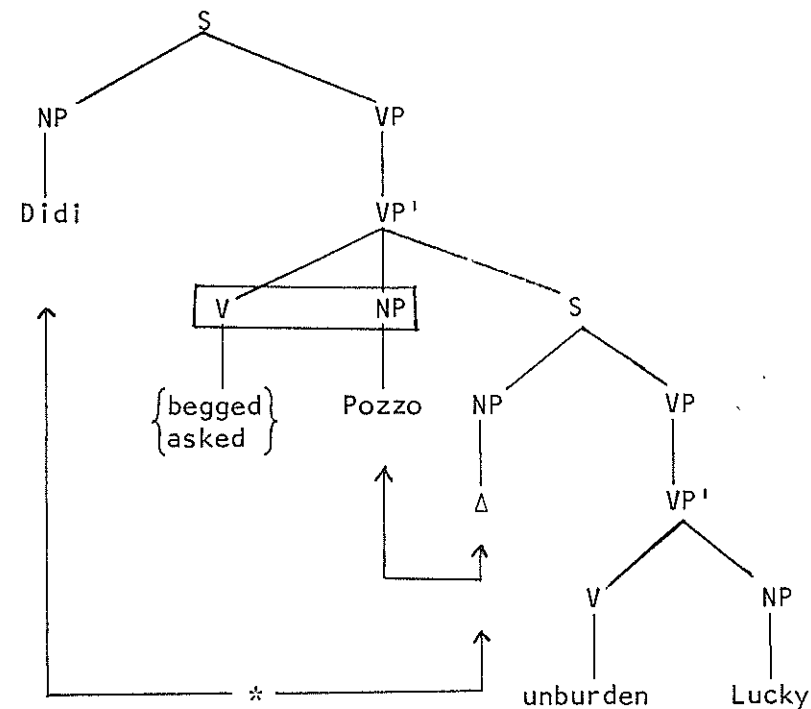 S
NP VP
Didi VP'
V NP S
{begged Pozzo NP VP
asked}
Δ VP'
V NP
* unburden Lucky